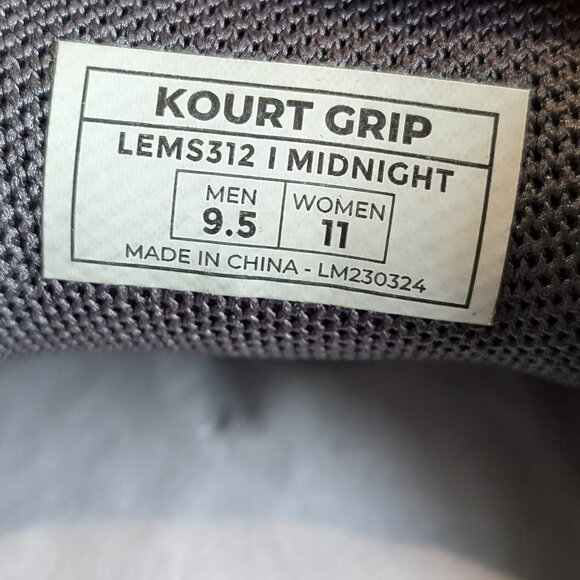 KOURT GRIP
LEMS312 | MIDNIGHT
MEN WOMEN
9.5 11
MADE IN CHINA - LM230324